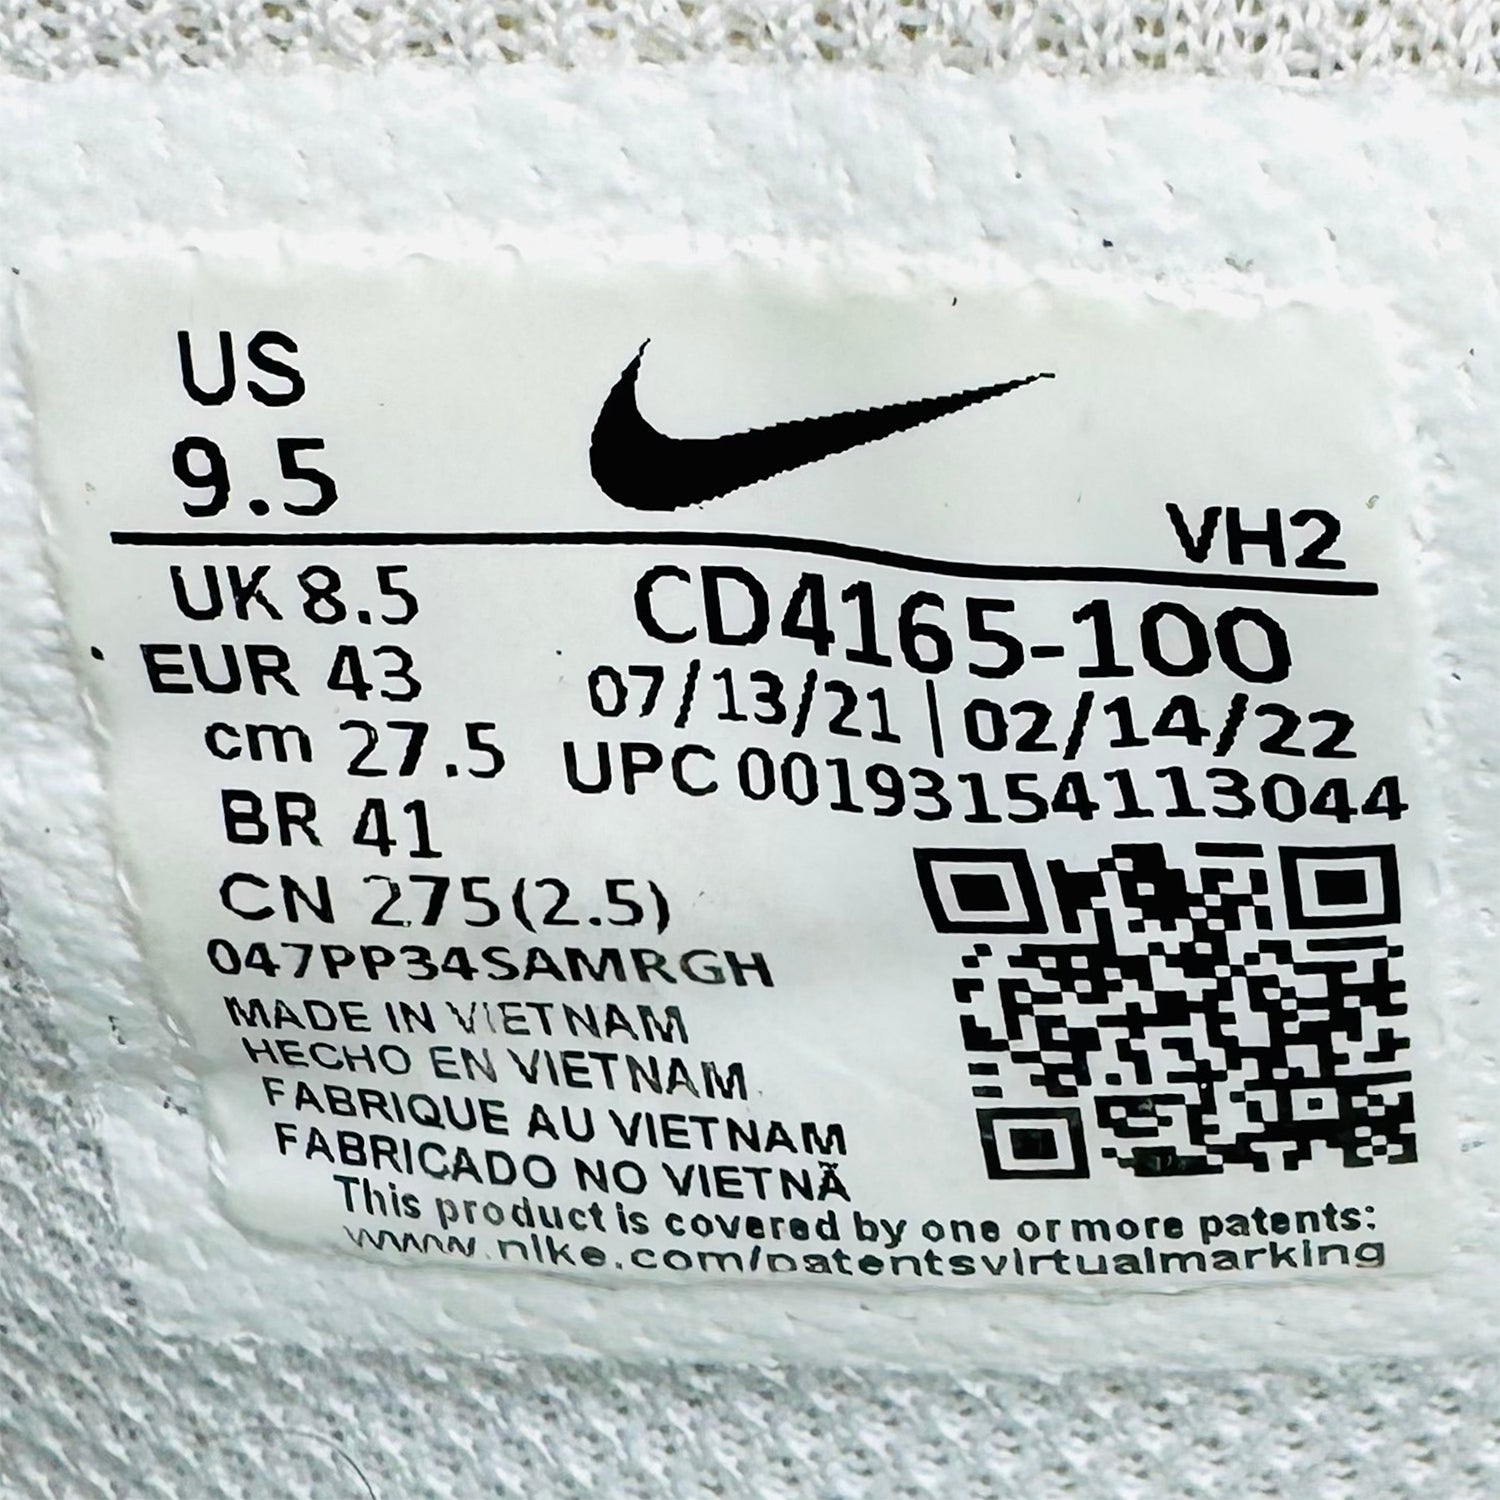 US
9.5
VH2
UK 8.5
EUR 43
cm 27.5
BR 41
CN 275(2.5)
CD4165-100
07/13/21 | 02/14/22
UPC 00193154113044
047PP34SAMRGH
MADE IN VIETNAM
HECHO EN VIETNAM
FABRIQUE AU VIETNAM
FABRICADO NO VIETNÃ
This product is covered by one or more patents:
www.nike.com/patentsvirtualmarking